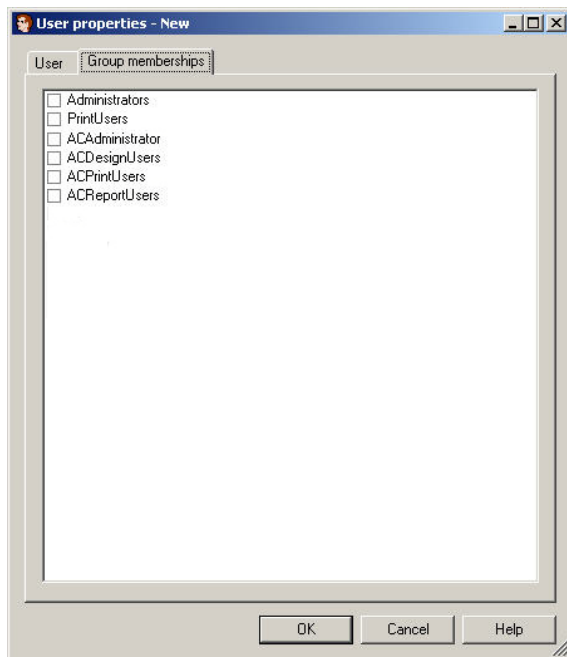 User properties - New
User
Group memberships
Administrators
PrintUsers
ACAdministrator
ACDesignUsers
ACPrintUsers
ACReportUsers
OK
Cancel
Help